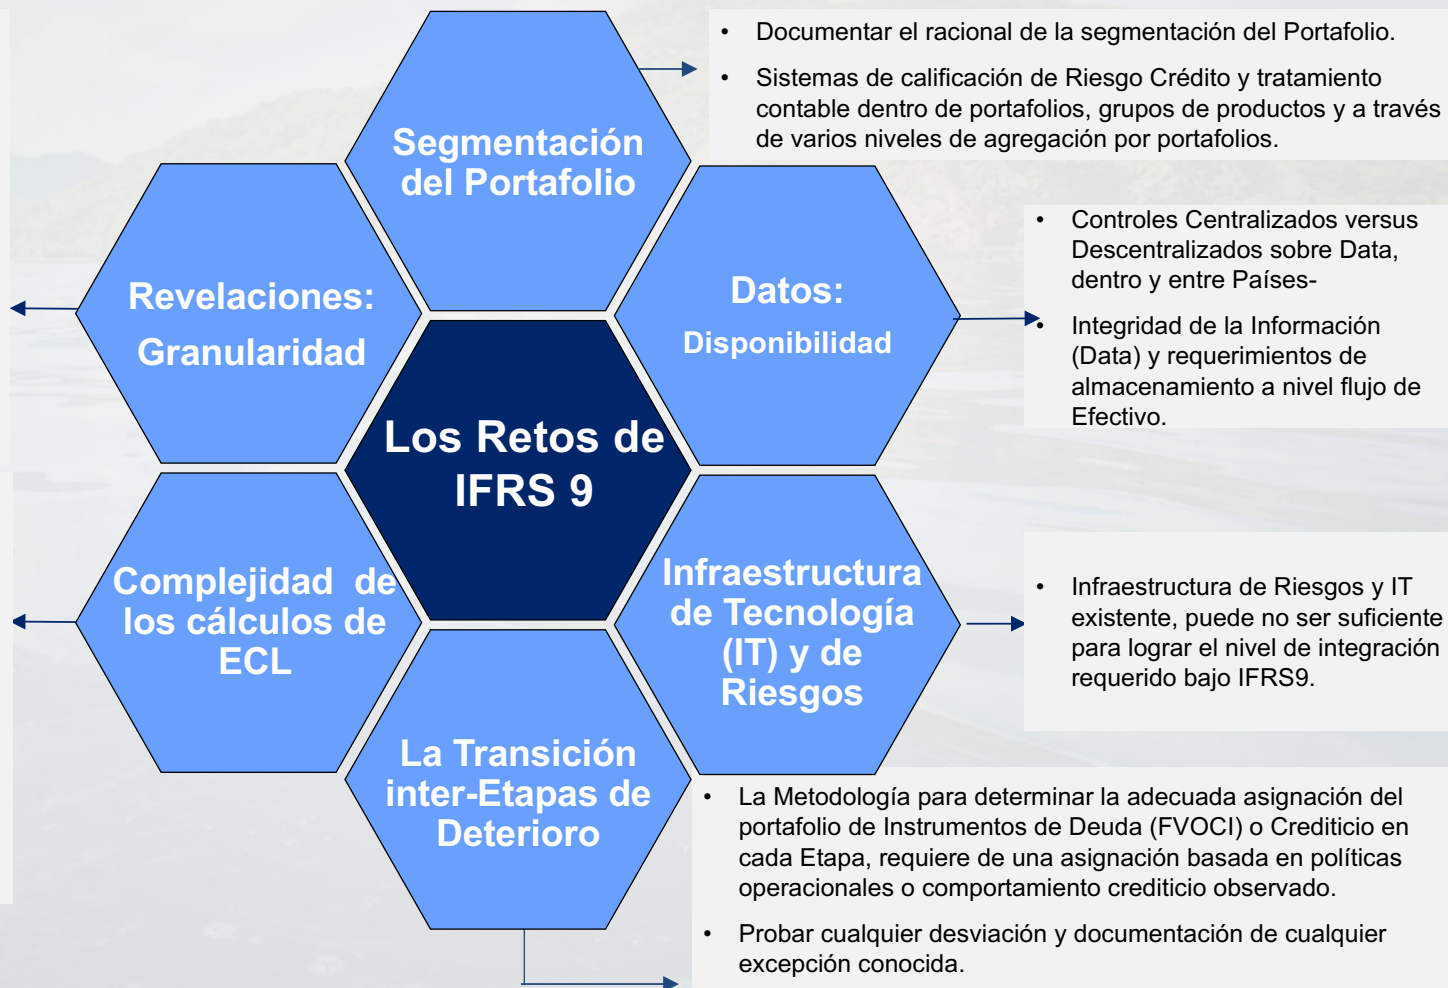 • Documentar el racional de la segmentación del Portafolio.
• Sistemas de calificación de Riesgo Crédito y tratamiento
contable dentro de portafolios, grupos de productos y a través
de varios niveles de agregación por portafolios.
Segmentación
del Portafolio
Revelaciones:
Granularidad
Datos:
Disponibilidad
• Controles Centralizados versus
Descentralizados sobre Data,
dentro y entre Países-
• Integridad de la Información
(Data) y requerimientos de
almacenamiento a nivel flujo de
Efectivo.
Los Retos de
IFRS 9
Complejidad de
los cálculos de
ECL
Infraestructura
de Tecnología
(IT) y de
Riesgos
• Infraestructura de Riesgos y IT
existente, puede no ser suficiente
para lograr el nivel de integración
requerido bajo IFRS9.
La Transición
inter-Etapas de
Deterioro
• La Metodología para determinar la adecuada asignación del
portafolio de Instrumentos de Deuda (FVOCI) o Crediticio en
cada Etapa, requiere de una asignación basada en políticas
operacionales o comportamiento crediticio observado.
• Probar cualquier desviación y documentación de cualquier
excepción conocida.